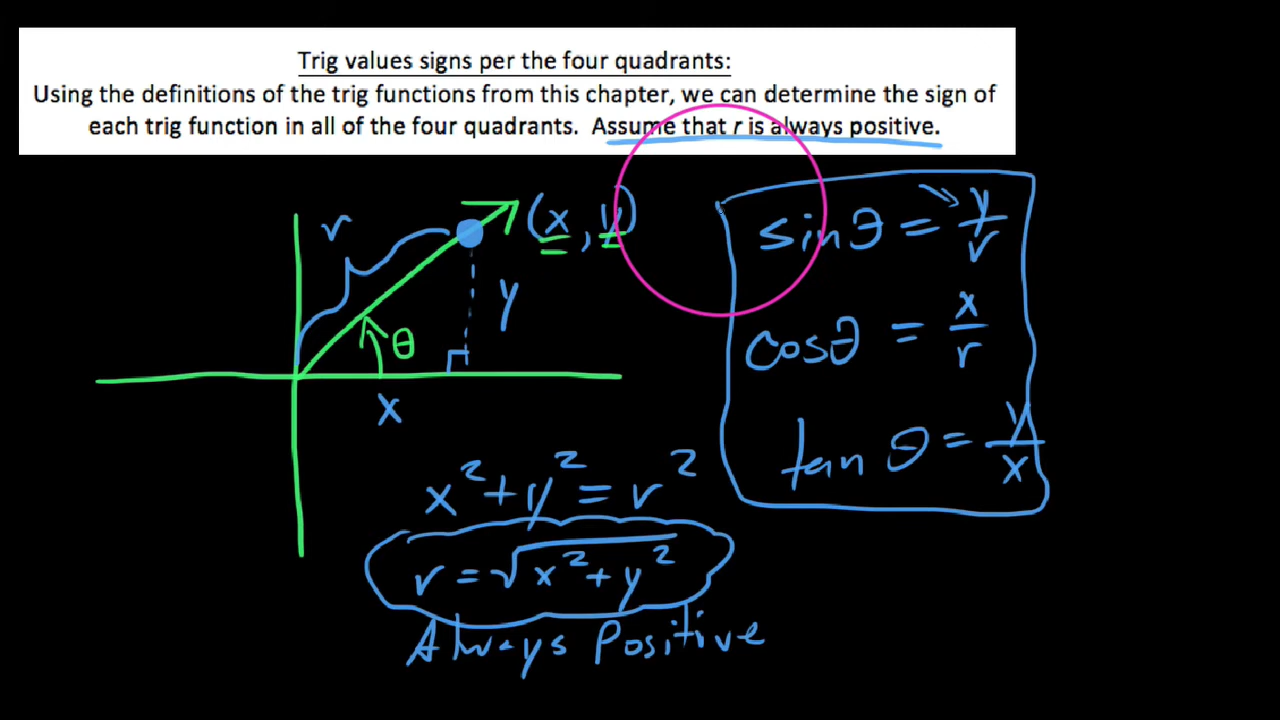 Trig values signs per the four quadrants:
Using the definitions of the trig functions from this chapter, we can determine the sign of
each trig function in all of the four quadrants. Assume that r is always positive.
r
(x, y)
y
θ
x
sinθ = y/r
cosθ = x/r
tan θ = y/x
x² + y² = r²
r = √(x² + y²)
Always Positive